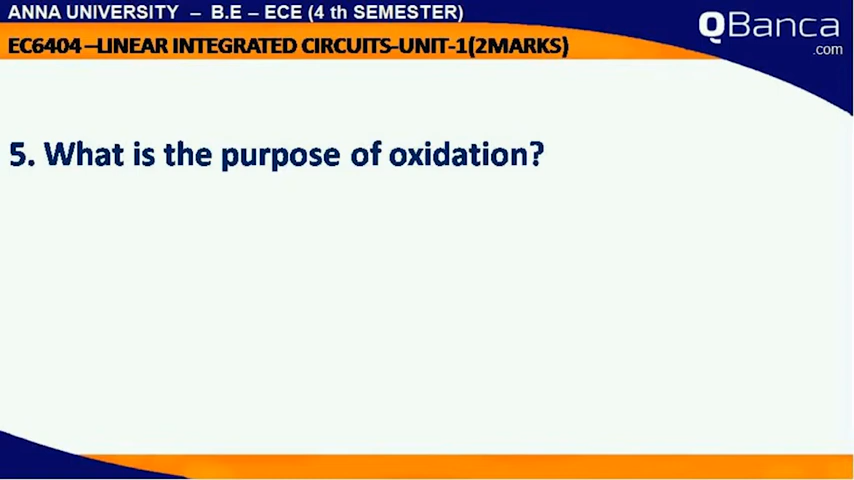 ANNA UNIVERSITY – B.E – ECE (4 th SEMESTER)
QBanca
.com
EC6404 –LINEAR INTEGRATED CIRCUITS-UNIT-1(2MARKS)
5. What is the purpose of oxidation?